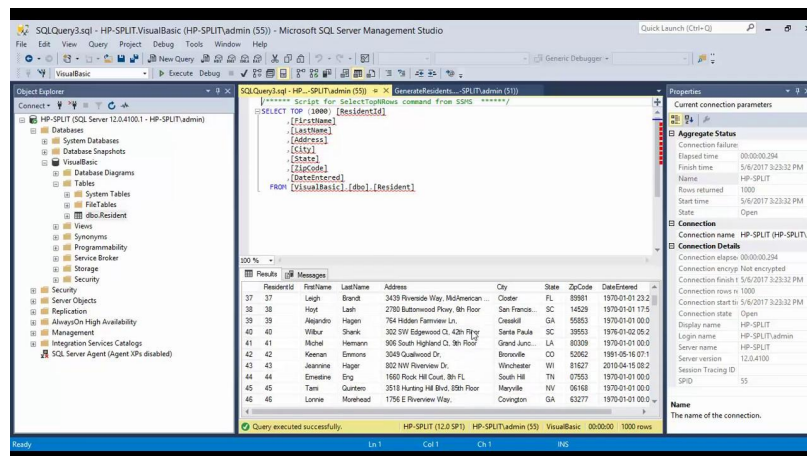 SQLQuery3.sql - HP-SPLIT.VisualBasic (HP-SPLIT\admin (55)) - Microsoft SQL Server Management Studio
Quick Launch (Ctrl+Q)
File Edit View Query Project Debug Tools Window Help
New Query
Generic Debugger
VisualBasic
Execute Debug
Object Explorer
Connect
HP-SPLIT (SQL Server 12.0.4100.1 - HP-SPLIT\admin)
Databases
System Databases
Database Snapshots
VisualBasic
Database Diagrams
Tables
System Tables
FileTables
dbo.Resident
Views
Synonyms
Programmability
Service Broker
Storage
Security
Security
Server Objects
Replication
AlwaysOn High Availability
Management
Integration Services Catalogs
SQL Server Agent (Agent XPs disabled)
SQLQuery3.sql - HP-...SPLIT\admin (55))
GenerateResidents....-SPLIT\admin (51))
/****** Script for SelectTopNRows command from SSMS ******/
SELECT TOP (1000) [ResidentId]
,[FirstName]
,[LastName]
,[Address]
,[City]
,[State]
,[ZipCode]
,[DateEntered]
FROM [VisualBasic].[dbo].[Resident]
100 %
Results Messages
ResidentId FirstName LastName Address City State ZipCode DateEntered
37 37 Leigh Brandt 3439 Riverside Way, MidAmerican ... Closter FL 89981 1970-01-01 23:2
38 38 Hoyt Lash 2780 Buttonwood Pkwy, 6th Floor San Francis... SC 14529 1970-01-01 17:5
39 39 Alejandro Hagen 764 Hidden Farmview Ln, Cresskill GA 55853 1970-01-01 00:0
40 40 Wilbur Shank 302 SW Edgewood Ct, 42th Floor Santa Paula SC 39553 1976-01-02 05:2
41 41 Michel Hermann 906 South Highland Ct, 9th Floor Grand Junc... LA 80309 1970-01-01 00:0
42 42 Keenan Emmons 3049 Quailwood Dr, Bronxville CO 52062 1991-05-16 07:1
43 43 Jeannine Hager 802 NW Riverview Dr, Winchester WI 81627 2010-04-15 08:2
44 44 Ernestine Eng 1660 Rock Hill Court, 8th FL South Hill TN 07553 1970-01-01 00:0
45 45 Tami Quintero 3518 Hunting Hill Blvd, 85th Floor Maryville NV 06168 1970-01-01 00:0
46 46 Lonnie Morehead 1756 E Riverview Way, Covington GA 63277 1970-01-01 00:0
Query executed successfully.
HP-SPLIT (12.0 SP1) HP-SPLIT\admin (55) VisualBasic 00:00:00 1000 rows
Properties
Current connection parameters
Aggregate Status
Connection failure
Elapsed time 00:00:00.294
Finish time 5/6/2017 3:23:32 PM
Name HP-SPLIT
Rows returned 1000
Start time 5/6/2017 3:23:32 PM
State Open
Connection
Connection name HP-SPLIT (HP-SPLIT\
Connection Details
Connection elapse 00:00:00.294
Connection encryp Not encrypted
Connection finish t 5/6/2017 3:23:32 PM
Connection rows r 1000
Connection start ti 5/6/2017 3:23:32 PM
Connection state Open
Display name HP-SPLIT
Login name HP-SPLIT\admin
Server name HP-SPLIT
Server version 12.0.4100
Session Tracing ID
SPID 55
Name
The name of the connection.
Ready Ln 1 Col 1 Ch 1 INS